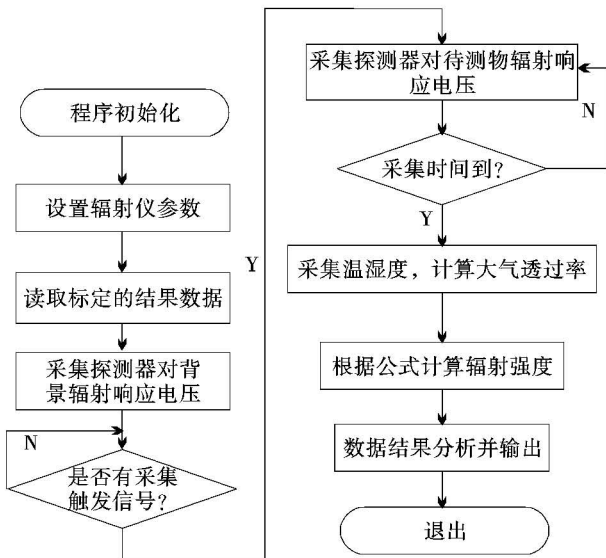 程序初始化
设置辐射仪参数
读取标定的结果数据
采集探测器对背
景辐射响应电压
N
是否有采集
触发信号?
Y
采集探测器对待测物辐射响
应电压
N
采集时间到?
Y
采集温湿度，计算大气透过率
根据公式计算辐射强度
数据结果分析并输出
退出